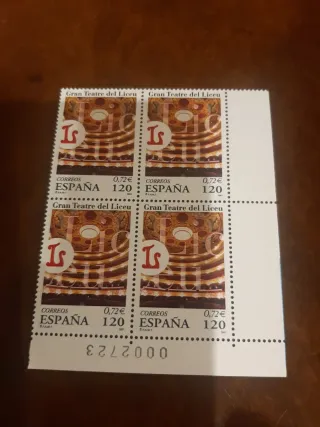 Gran Teatre del Liceu Gran Teatre del Liceu
CORREOS 0,72€ CORREOS 0,72€
ESPAÑA 120 ESPAÑA 120
Gran Teatre del Liceu Gran Teatre del Liceu
CORREOS 0,72€ CORREOS 0,72€
ESPAÑA 120 ESPAÑA 120
0002723